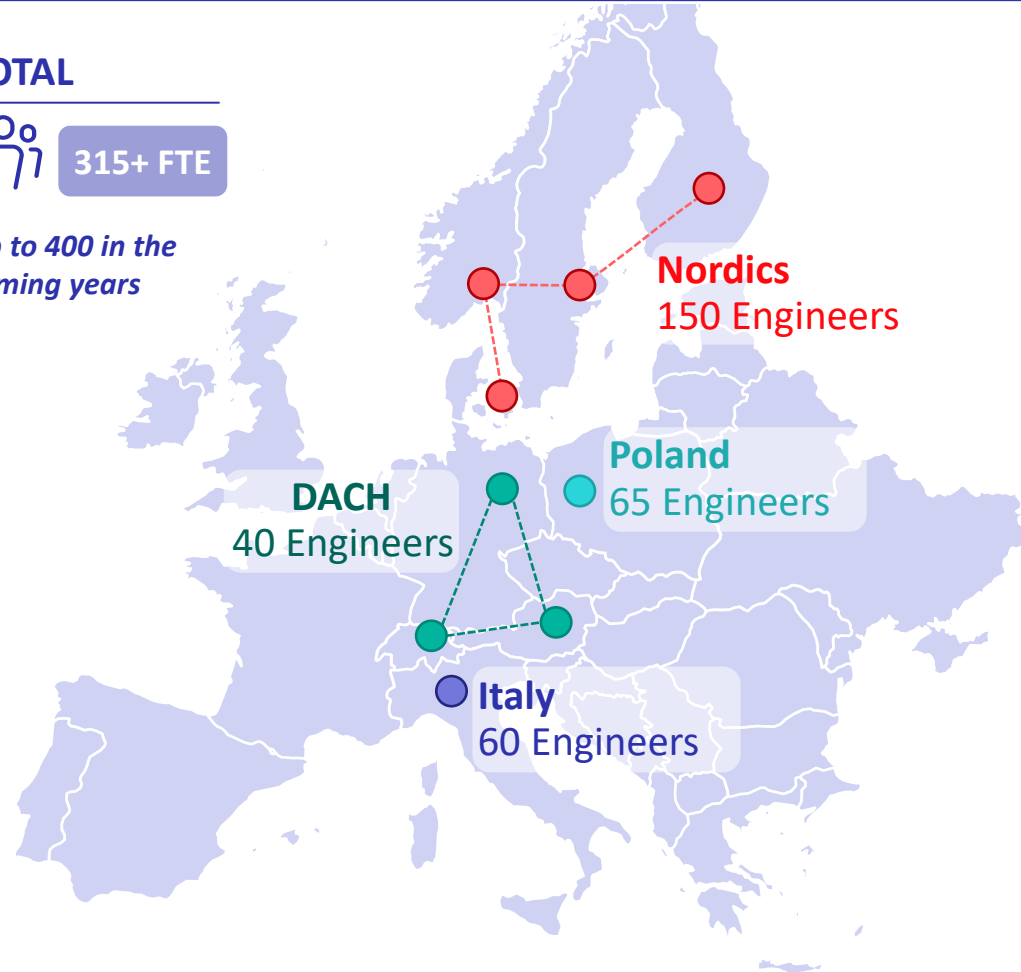 OTAL
315+ FTE
to 400 in the
ming years
Nordics
150 Engineers
Poland
65 Engineers
DACH
40 Engineers
Italy
60 Engineers